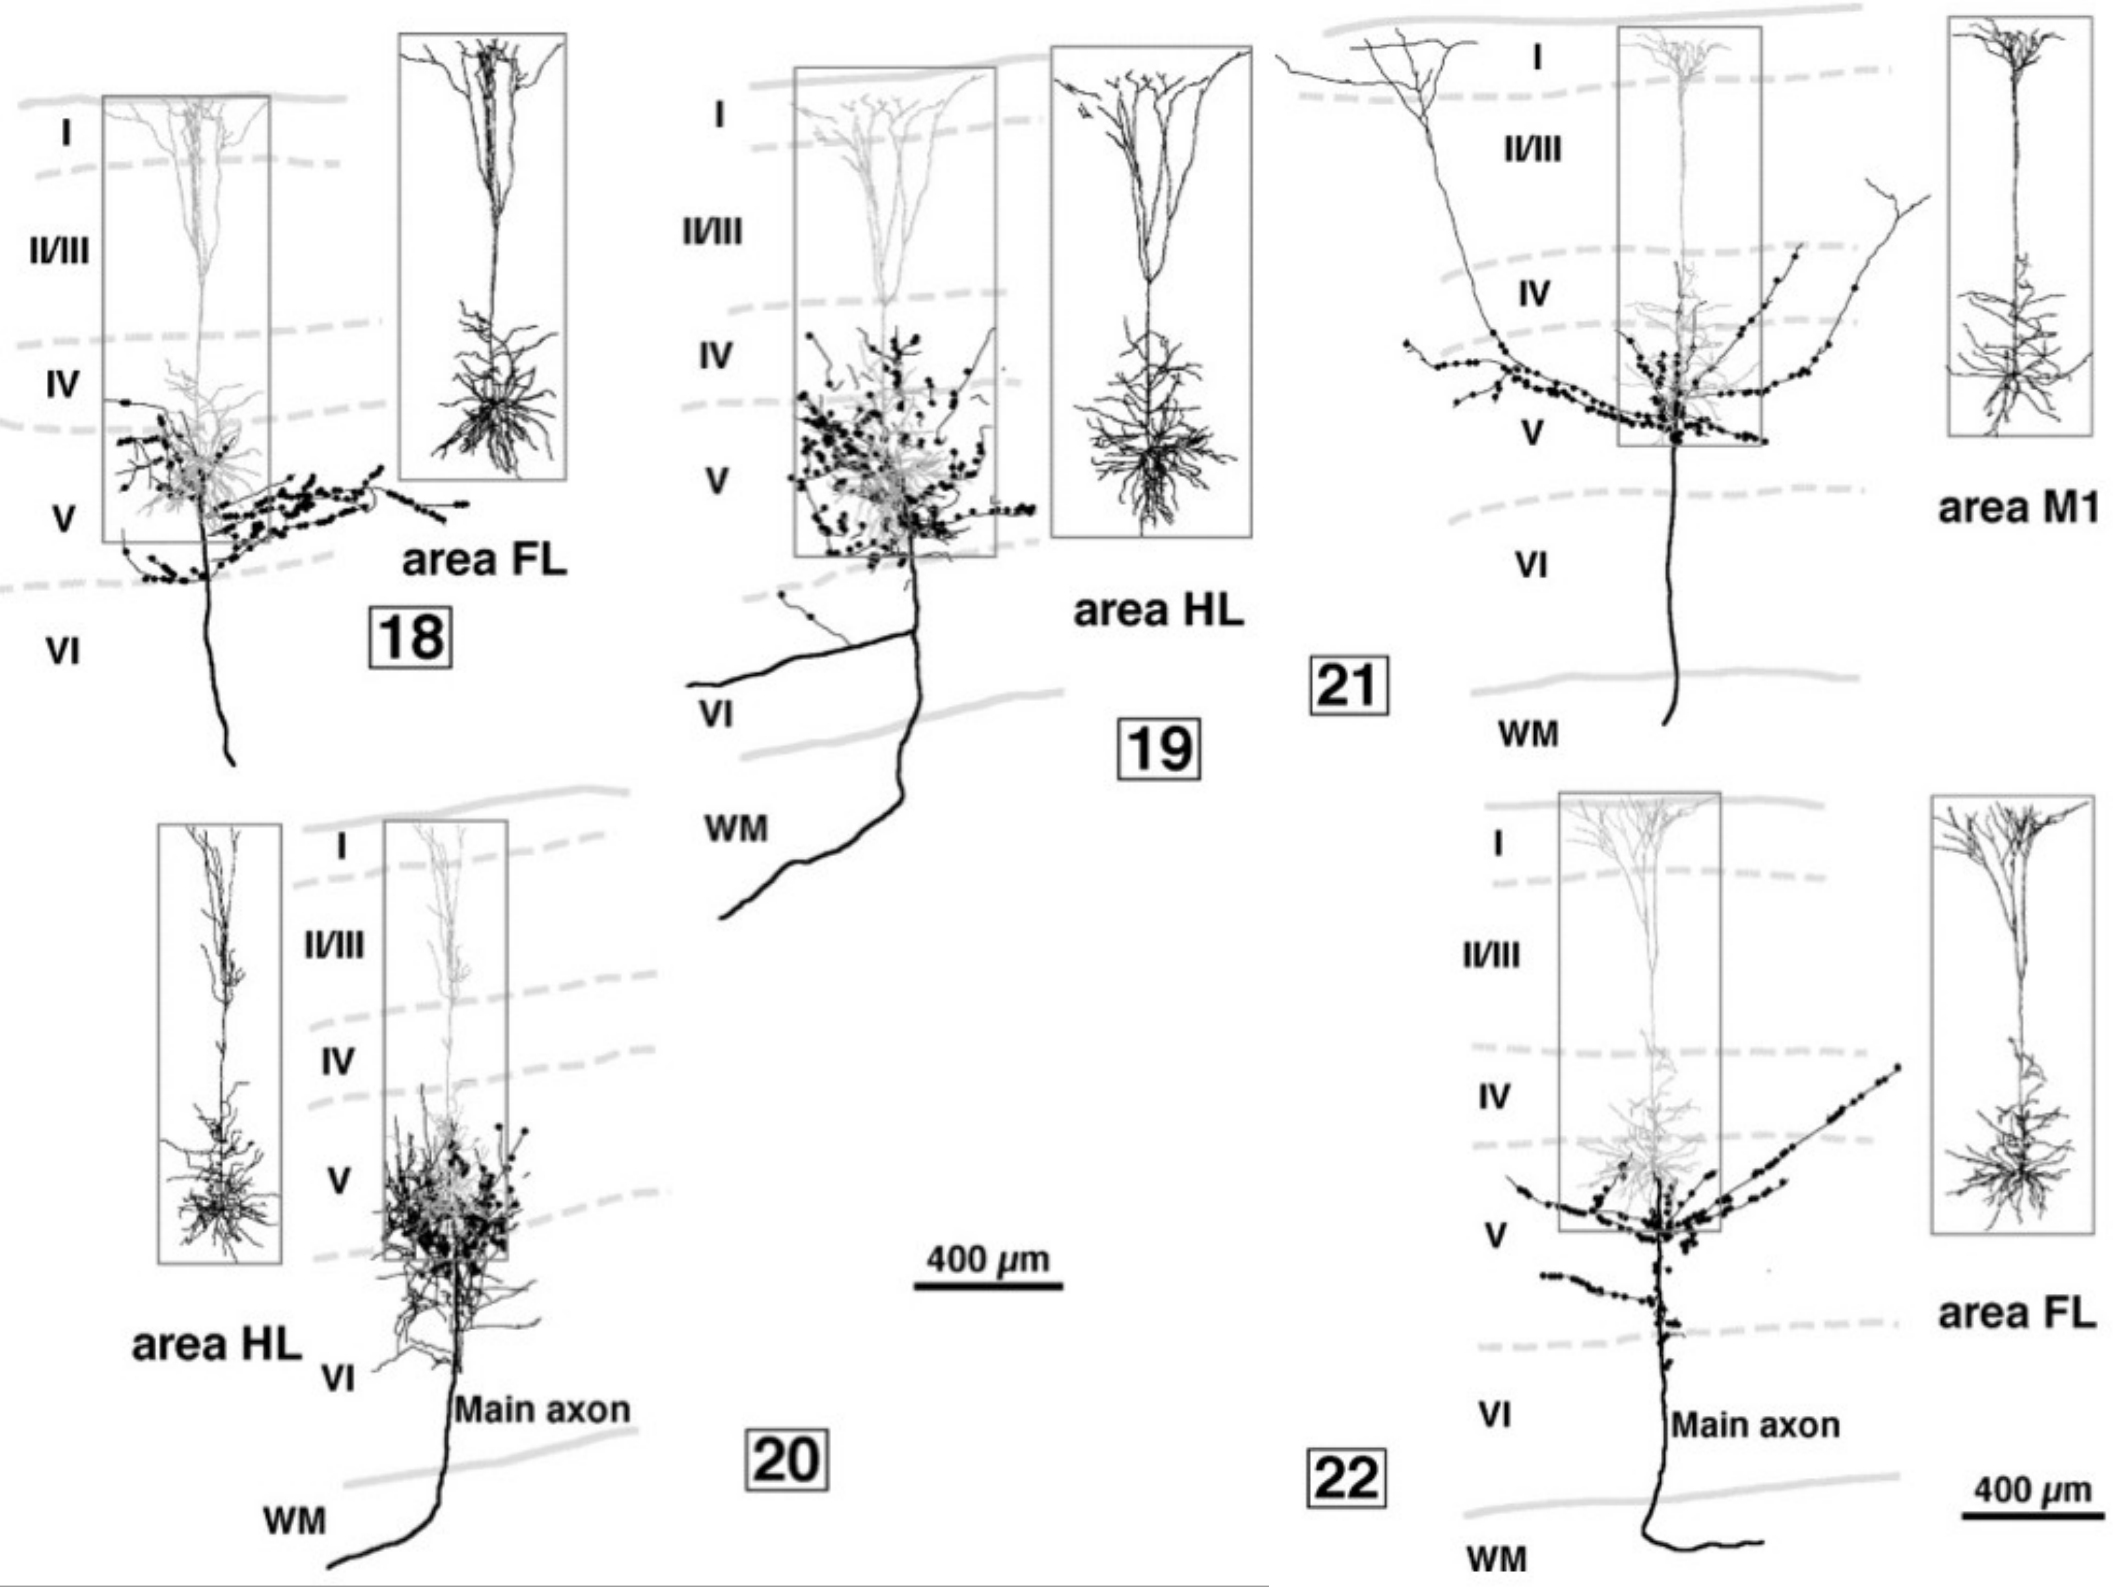 I
II/III
IV
V
VI
area FL
18
I
II/III
IV
V
VI
WM
area HL
19
I
II/III
IV
V
VI
WM
area M1
21
I
II/III
IV
V
VI
WM
area HL
Main axon
20
400 µm
I
II/III
IV
V
VI
WM
area FL
Main axon
22
400 µm